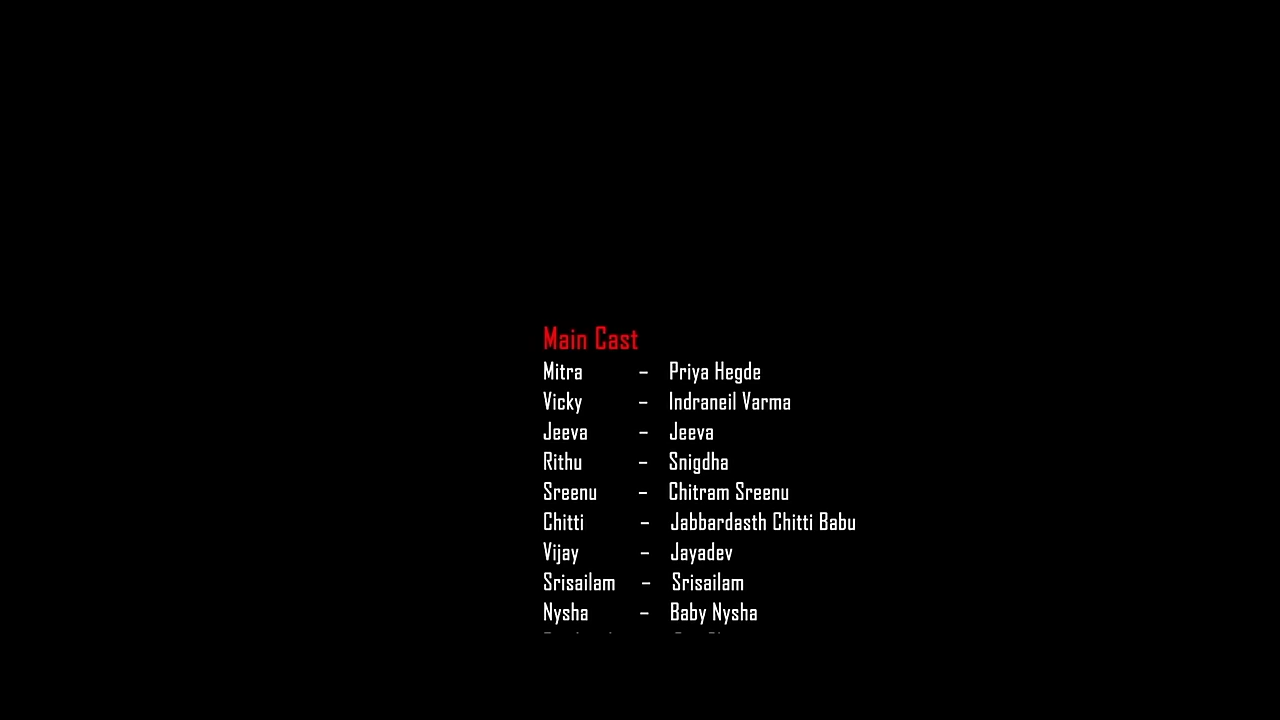 Main Cast
Mitra – Priya Hegde
Vicky – Indraneil Varma
Jeeva – Jeeva
Rithu – Snigdha
Sreenu – Chitram Sreenu
Chitti – Jabbardasth Chitti Babu
Vijay – Jayadev
Srisailam – Srisailam
Nysha – Baby Nysha